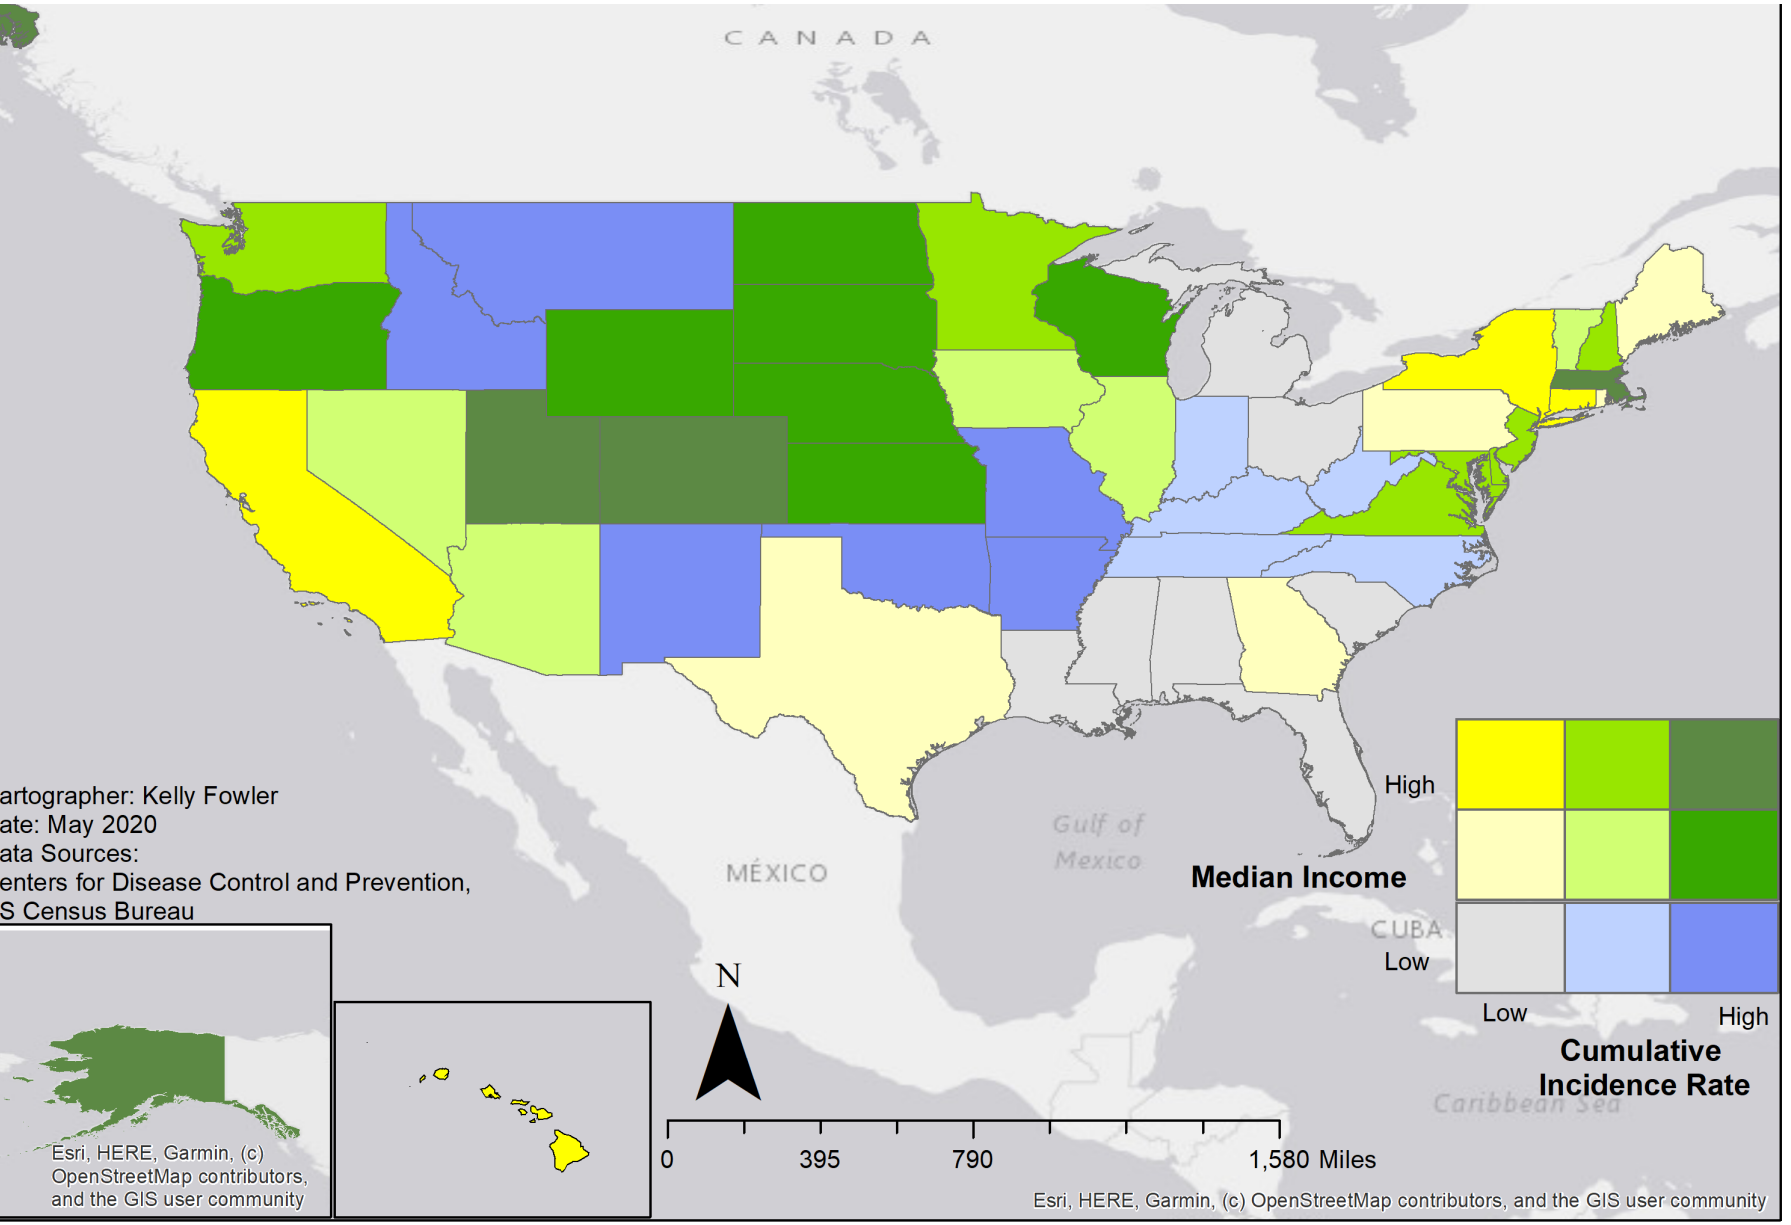 CANADA
artographer: Kelly Fowler
ate: May 2020
ata Sources:
enters for Disease Control and Prevention,
S Census Bureau
MÉXICO
Gulf of
Mexico
CUBA
Caribbean Sea
High
Median Income
Low
Low
High
Cumulative
Incidence Rate
N
0 395 790 1,580 Miles
Esri, HERE, Garmin, (c)
OpenStreetMap contributors,
and the GIS user community
Esri, HERE, Garmin, (c) OpenStreetMap contributors, and the GIS user community